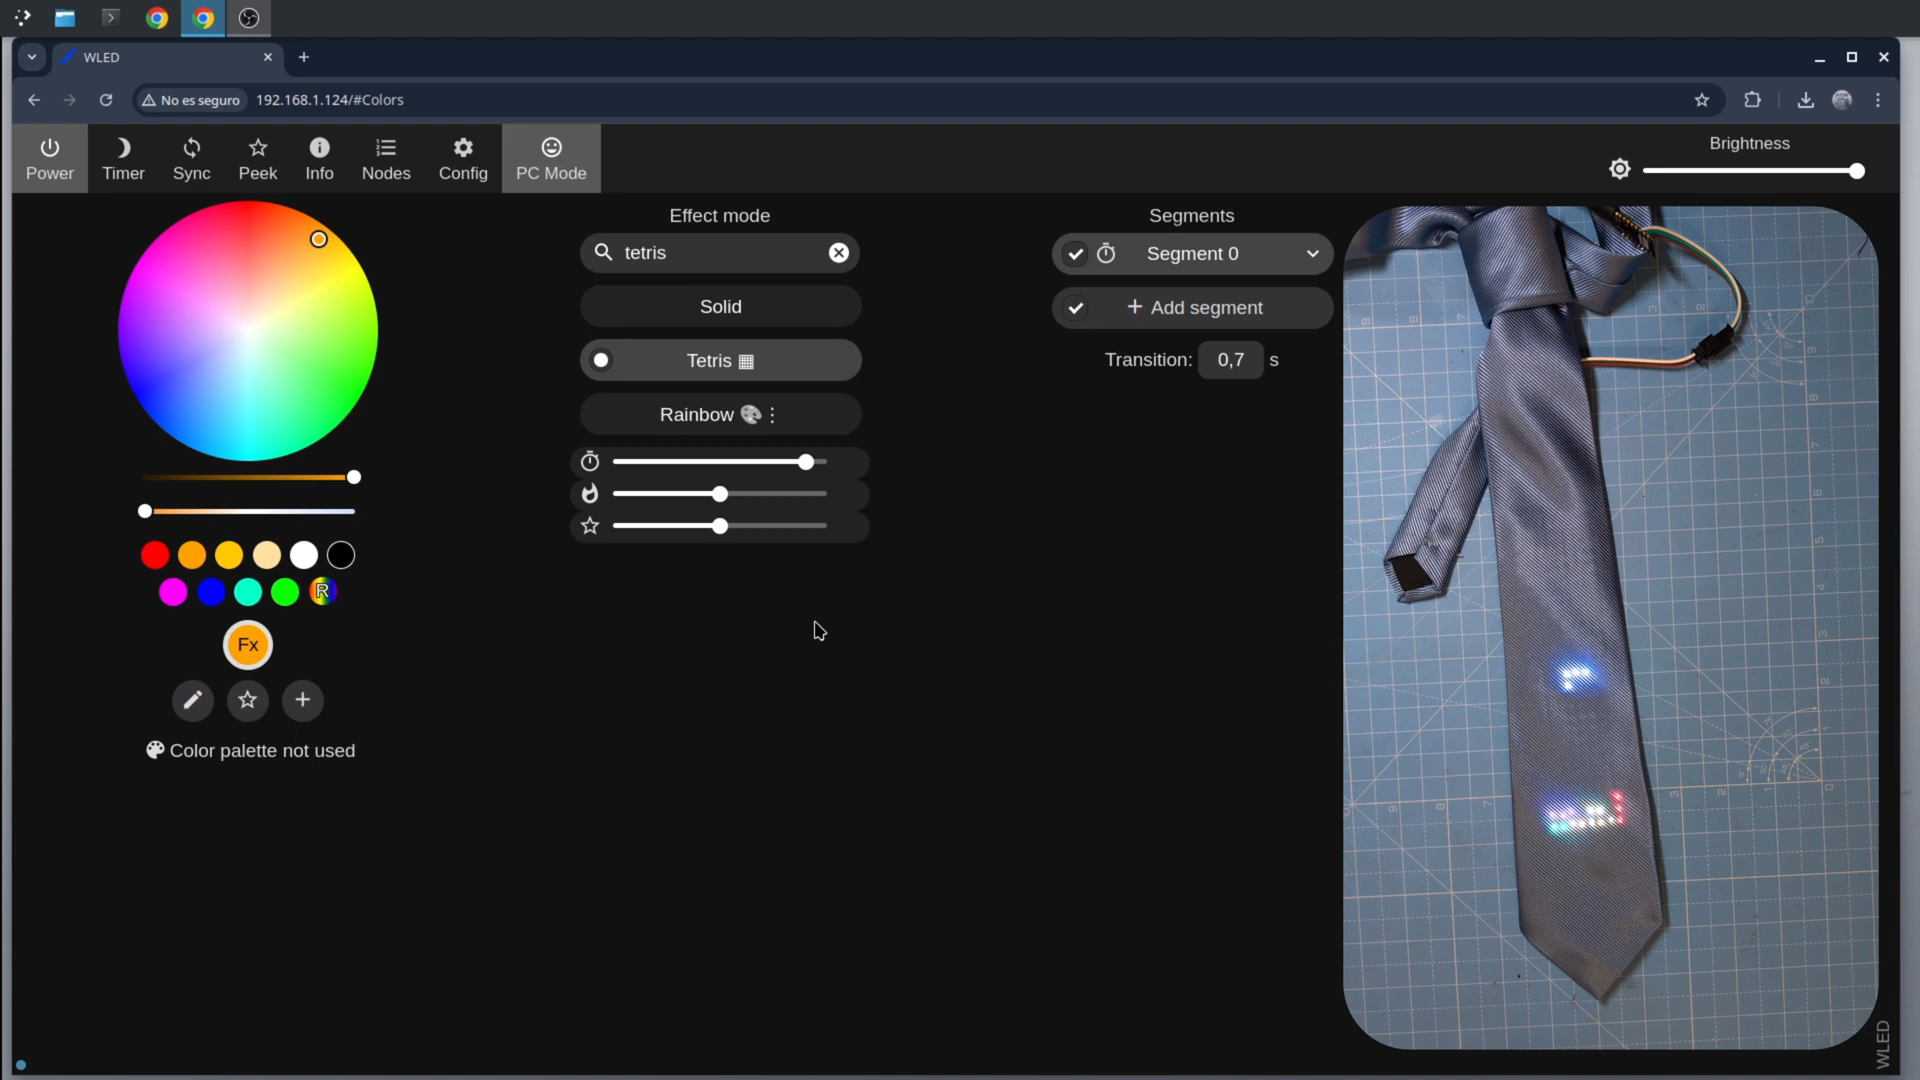 WLED
No es seguro
192.168.1.124/#Colors
Power
Timer
Sync
Peek
Info
Nodes
Config
PC Mode
Brightness
Effect mode
tetris
Solid
Tetris
Rainbow
R
Fx
Color palette not used
Segments
Segment 0
+ Add segment
Transition: 0,7 s
WLED